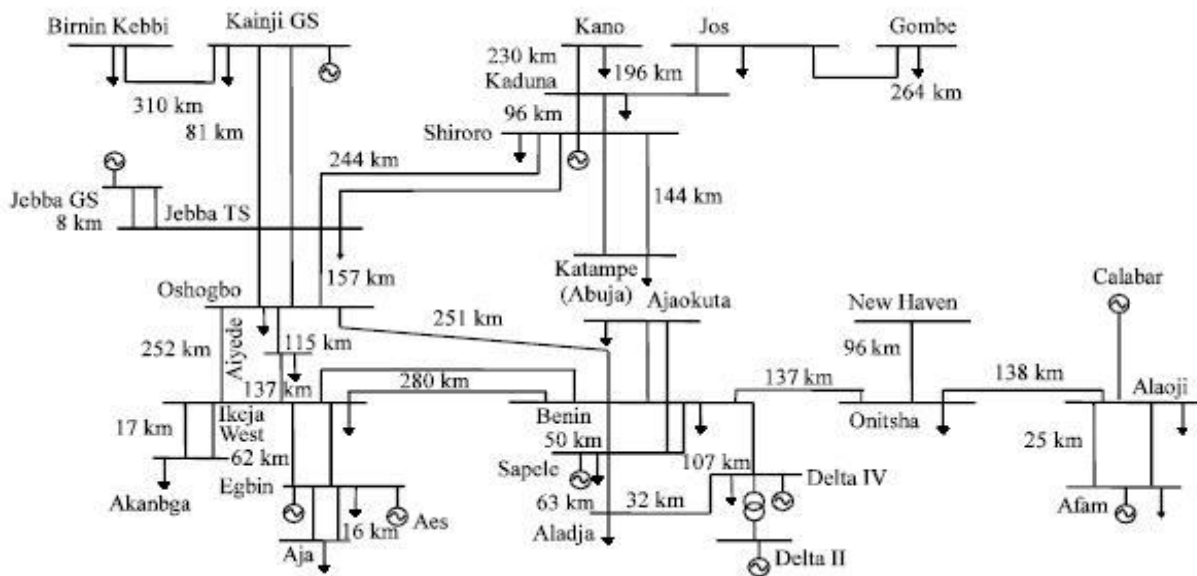 Birnin Kebbi
Kainji GS
Kano
Jos
Gombe
230 km
196 km
Kaduna
264 km
310 km
96 km
81 km
Shiroro
244 km
144 km
Jebba GS
8 km
Jebba TS
157 km
Katampe
(Abuja)
Calabar
Oshogbo
Ajaokuta
New Haven
251 km
252 km
Aiyede
115 km
96 km
137 km
280 km
137 km
138 km
Alaoji
17 km
Ikeja
West
Benin
Onitsha
50 km
25 km
62 km
Sapele
107 km
Akanbga
Egbin
Delta IV
63 km
32 km
Afam
16 km
Aes
Aja
Aladja
Delta II